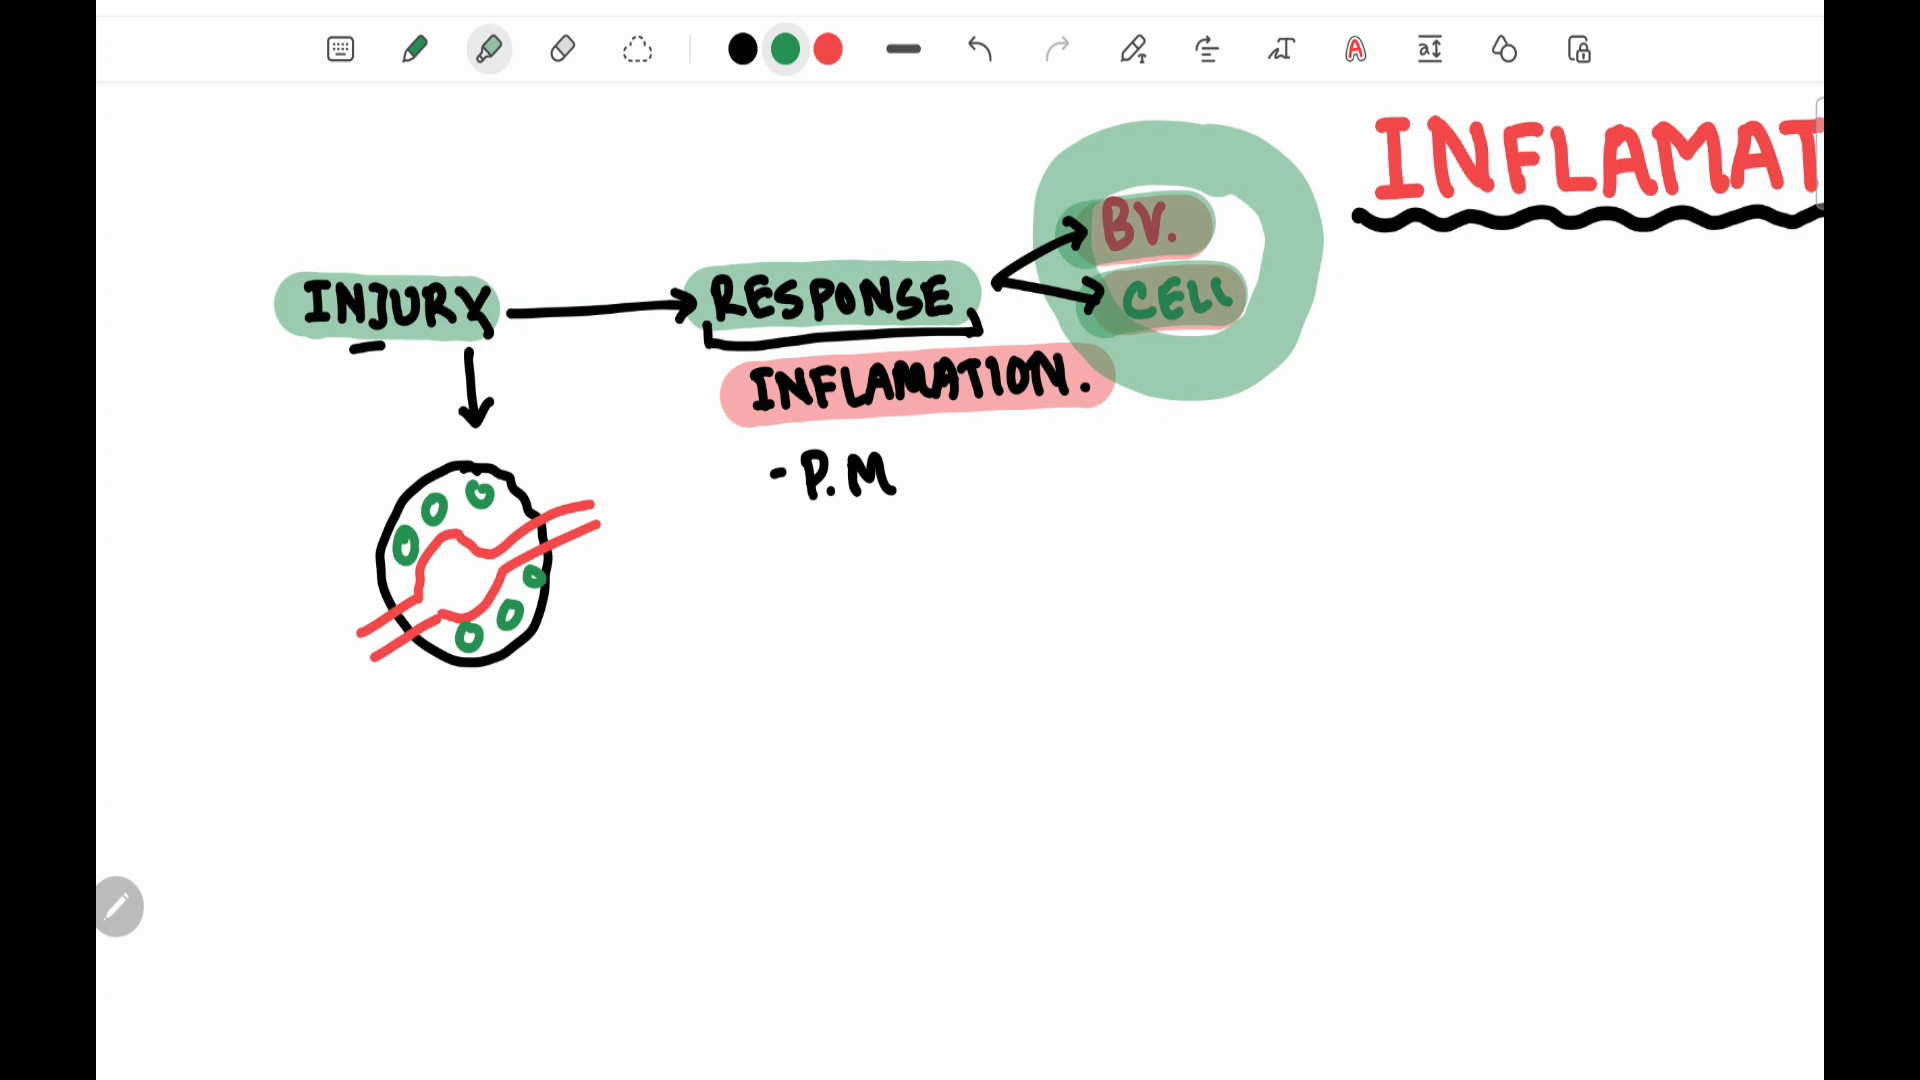 INFLAMAT
BV.
INJURY RESPONSE CELL
INFLAMATION.
- P.M